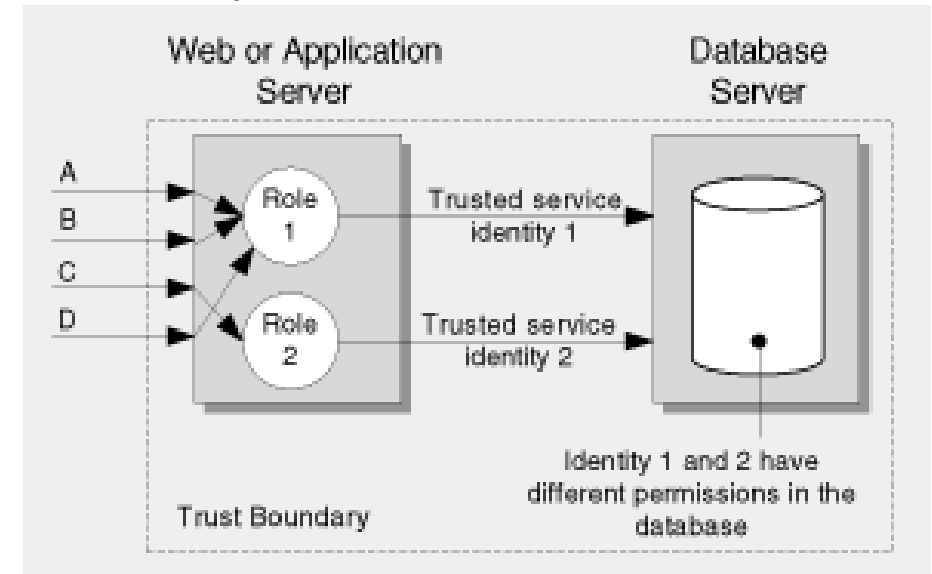 Web or Application
Server
Database
Server
A
B
C
D
Role
1
Role
2
Trusted service
identity 1
Trusted service
identity 2
Identity 1 and 2 have
different permissions in the
database
Trust Boundary